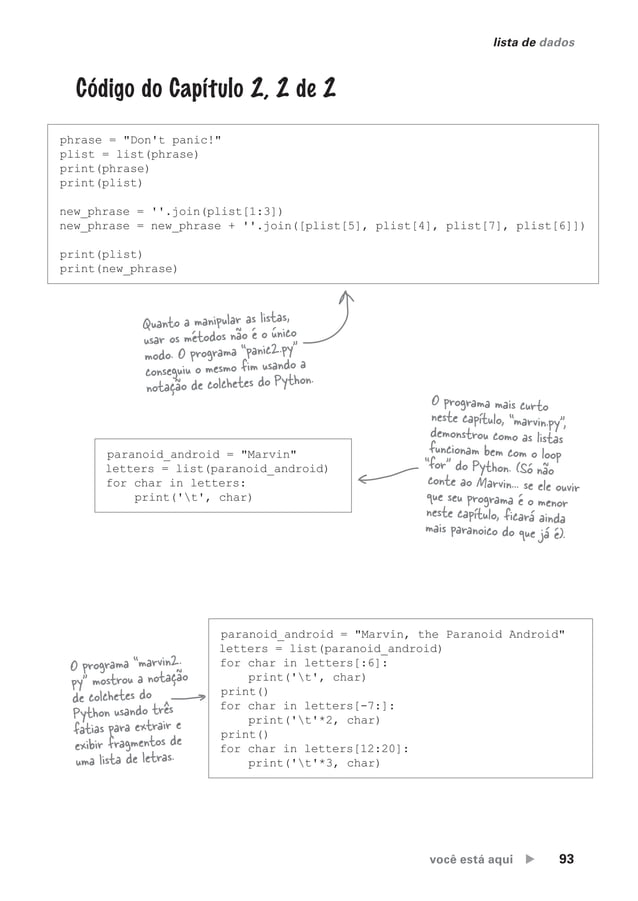 lista de dados
Código do Capítulo 2, 2 de 2
phrase = "Don't panic!"
plist = list(phrase)
print(phrase)
print(plist)
new_phrase = ''.join(plist[1:3])
new_phrase = new_phrase + ''.join([plist[5], plist[4], plist[7], plist[6]])
print(plist)
print(new_phrase)
Quanto a manipular as listas,
usar os métodos não é o único
modo. O programa "panic2.py"
conseguiu o mesmo fim usando a
notação de colchetes do Python.
paranoid_android = "Marvin"
letters = list(paranoid_android)
for char in letters:
    print('\t', char)
O programa mais curto
neste capítulo, "marvin.py",
demonstrou como as listas
funcionam bem com o loop
"for" do Python. (Só não
conte ao Marvin... se ele ouvir
que seu programa é o menor
neste capítulo, ficará ainda
mais paranoico do que já é).
O programa "marvin2.
py" mostrou a notação
de colchetes do
Python usando três
fatias para extrair e
exibir fragmentos de
uma lista de letras.
paranoid_android = "Marvin, the Paranoid Android"
letters = list(paranoid_android)
for char in letters[:6]:
    print('\t', char)
print()
for char in letters[-7:]:
    print('\t'*2, char)
print()
for char in letters[12:20]:
    print('\t'*3, char)
você está aqui ▶ 93